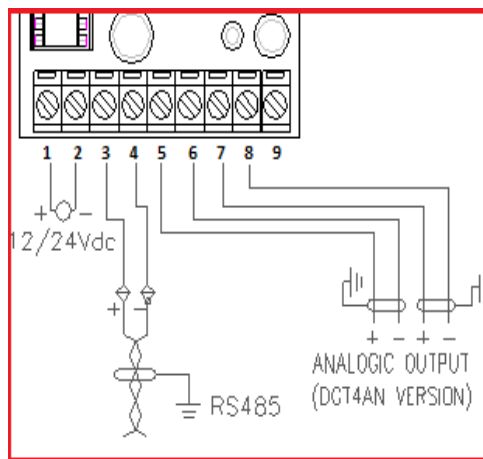 1 2 3 4 5 6 7 8 9
+ −
12/24Vdc
+ −
+ − + −
ANALOGIC OUTPUT
(DCT4AN VERSION)
RS485